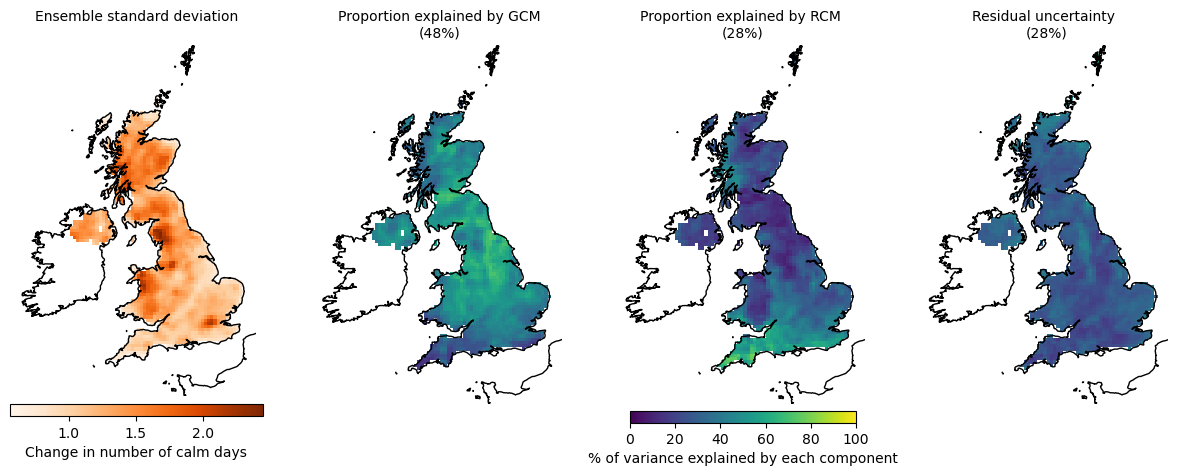 Ensemble standard deviation
Proportion explained by GCM
(48%)
Proportion explained by RCM
(28%)
Residual uncertainty
(28%)
1.0 1.5 2.0
Change in number of calm days
0 20 40 60 80 100
% of variance explained by each component